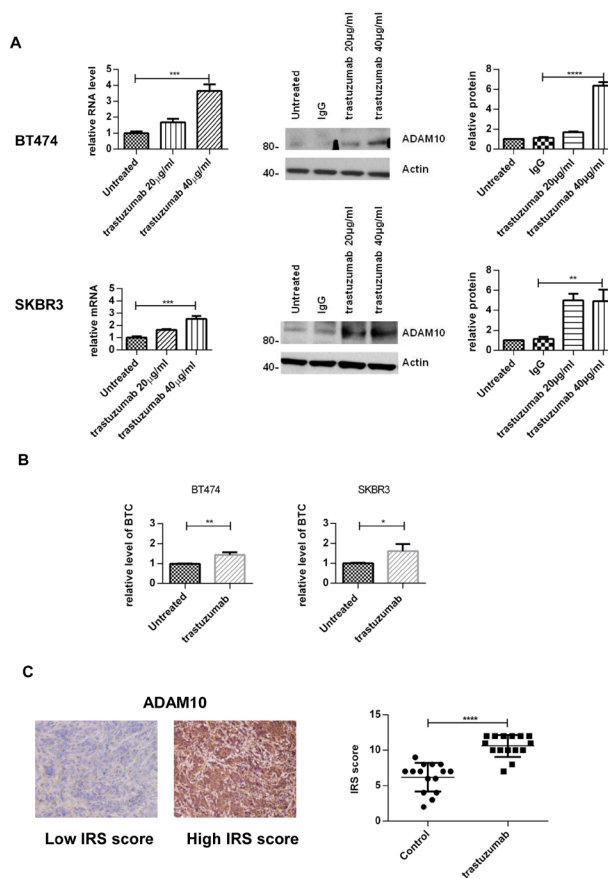 A
BT474
relative RNA level
5
4
3
2
1
0
***
Untreated
trastuzumab 20µg/ml
trastuzumab 40µg/ml
Untreated
IgG
trastuzumab 20µg/ml
trastuzumab 40µg/ml
80-
ADAM10
40-
Actin
relative protein
8
6
4
2
0
****
Untreated
IgG
trastuzumab 20µg/ml
trastuzumab 40µg/ml
SKBR3
relative mRNA
5
4
3
2
1
0
***
Untreated
trastuzumab 20µg/ml
trastuzumab 40µg/ml
Untreated
IgG
trastuzumab 20µg/ml
trastuzumab 40µg/ml
80-
ADAM10
40-
Actin
relative protein
8
6
4
2
0
**
Untreated
IgG
trastuzumab 20µg/ml
trastuzumab 40µg/ml
B
BT474
relative level of BTC
3
2
1
0
**
Untreated
trastuzumab
SKBR3
relative level of BTC
3
2
1
0
*
Untreated
trastuzumab
C
ADAM10
Low IRS score
High IRS score
IRS score
15
10
5
0
****
Control
trastuzumab